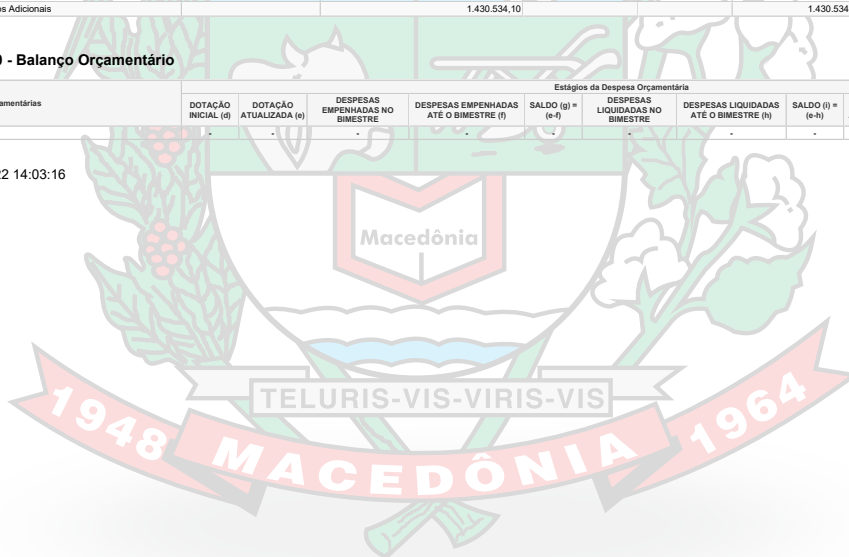 os Adicionais 1.430.534,10 1.430.534
- Balanço Orçamentário
Estágios da Despesa Orçamentária
amentárias DOTAÇÃO INICIAL (d) DOTAÇÃO ATUALIZADA (e) DESPESAS EMPENHADAS NO BIMESTRE DESPESAS EMPENHADAS ATÉ O BIMESTRE (f) SALDO (g) = (e-f) DESPESAS LIQUIDADAS NO BIMESTRE DESPESAS LIQUIDADAS ATÉ O BIMESTRE (h) SALDO (i) = (e-h)
- - - - - - - -
22 14:03:16
Macedônia
TELURIS-VIS-VIRIS-VIS
1948 MACEDÔNIA 1964